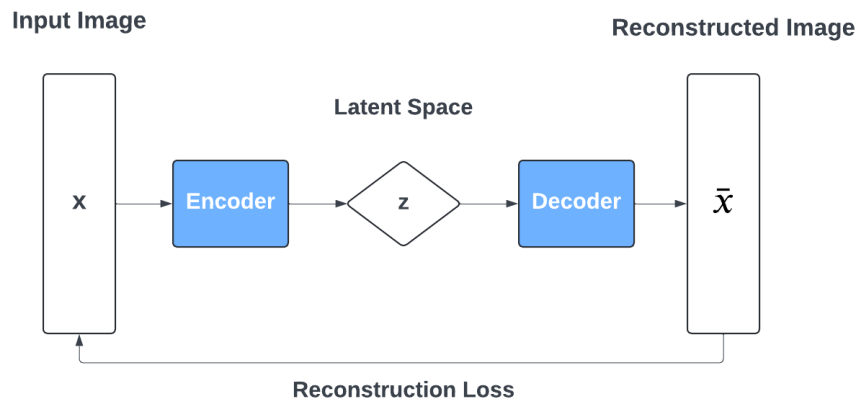 Input Image
Reconstructed Image
Latent Space
x
Encoder
z
Decoder
x̄
Reconstruction Loss